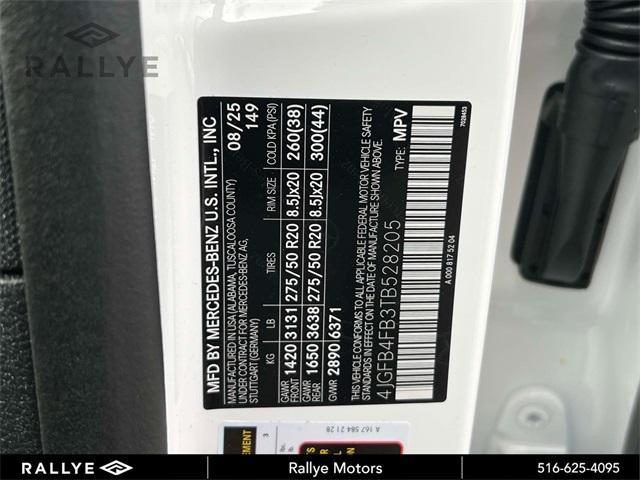 RALLYE
MFD BY MERCEDES-BENZ U.S. INTL., INC
08/25
MANUFACTURED IN USA (ALABAMA, TUSCALOOSA COUNTY)
149
UNDER CONTRACT FOR MERCEDES-BENZ AG,
STUTTGART (GERMANY)
KG LB TIRES RIM SIZE COLD KPA(PSI)
GAWR FRONT 1420 3131 275/50 R20 8.5Jx20 260(38)
GAWR REAR 1650 3638 275/50 R20 8.5Jx20 300(44)
GVWR 2890 6371
THIS VEHICLE CONFORMS TO ALL APPLICABLE FEDERAL MOTOR VEHICLE SAFETY
STANDARDS IN EFFECT ON THE DATE OF MANUFACTURE SHOWN ABOVE.
4JGFB4FB3TB528205 TYPE: MPV
A 000 817 52 04
7028453
A 167 584 21 28
3
RALLYE
Rallye Motors
516-625-4095